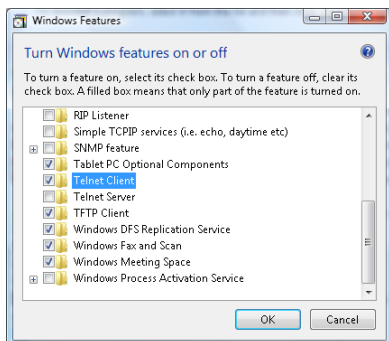 Windows Features
Turn Windows features on or off
To turn a feature on, select its check box. To turn a feature off, clear its
check box. A filled box means that only part of the feature is turned on.
RIP Listener
Simple TCPIP services (i.e. echo, daytime etc)
SNMP feature
Tablet PC Optional Components
Telnet Client
Telnet Server
TFTP Client
Windows DFS Replication Service
Windows Fax and Scan
Windows Meeting Space
Windows Process Activation Service
OK Cancel